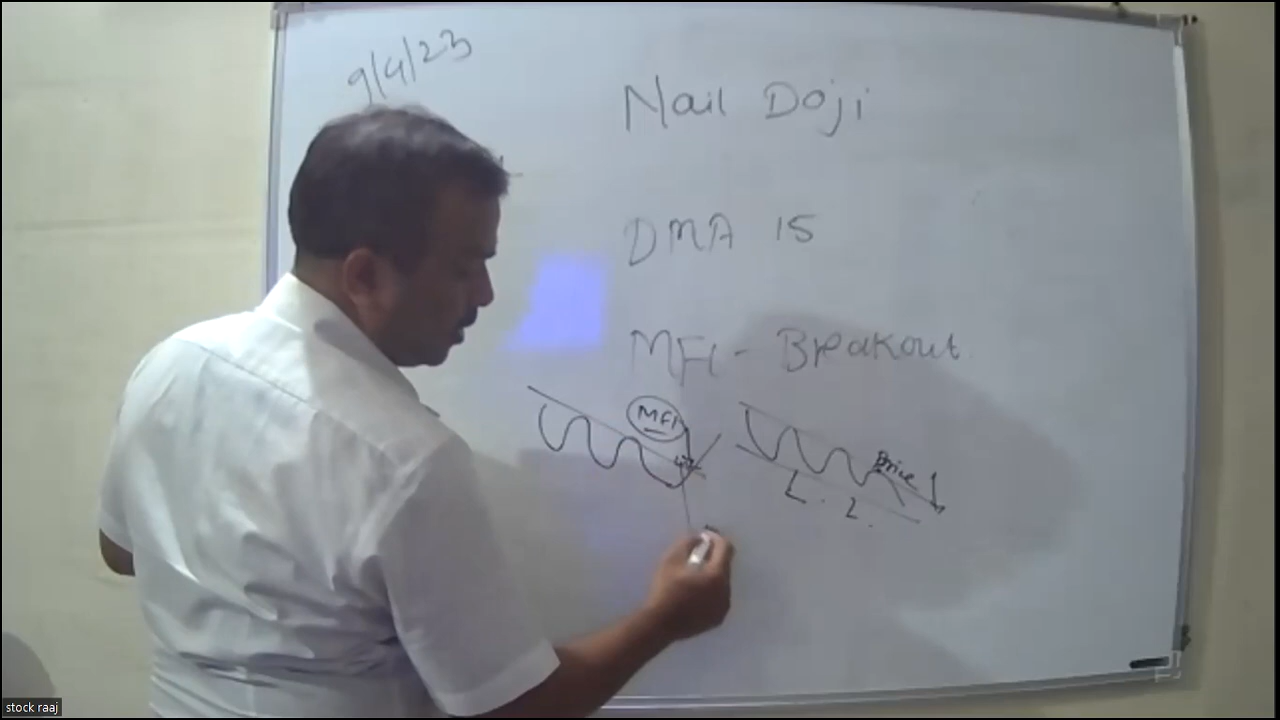 9/4/23
Nail Doji
DMA 15
MFI - Breakout
MFI
Price
L. L.
stock raaj